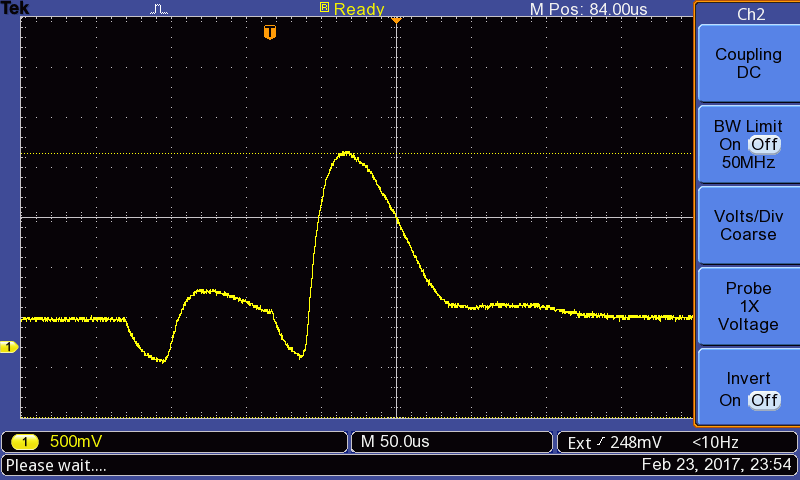 Tek R Ready M Pos: 84.00us Ch2
T
Coupling
DC
BW Limit
On Off
50MHz
Volts/Div
Coarse
Probe
1X
Voltage
Invert
On Off
1
1 500mV M 50.0us Ext 248mV <10Hz
Please wait.... Feb 23, 2017, 23:54